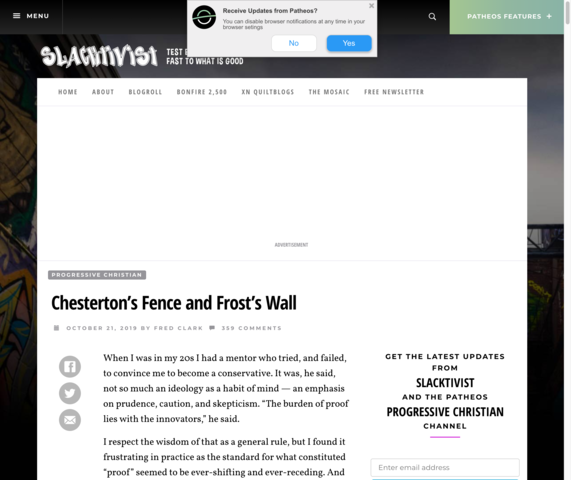 MENU
Receive Updates from Patheos?
You can disable browser notifications at any time in your
browser setings
No
Yes
PATHEOS FEATURES +
SLACKTIVIST
TEST
FAST TO WHAT IS GOOD
HOME ABOUT BLOGROLL BONFIRE 2,500 XN QUILTBLOGS THE MOSAIC FREE NEWSLETTER
ADVERTISEMENT
PROGRESSIVE CHRISTIAN
Chesterton’s Fence and Frost’s Wall
OCTOBER 21, 2019 BY FRED CLARK 359 COMMENTS
When I was in my 20s I had a mentor who tried, and failed,
to convince me to become a conservative. It was, he said,
not so much an ideology as a habit of mind — an emphasis
on prudence, caution, and skepticism. “The burden of proof
lies with the innovators,” he said.
I respect the wisdom of that as a general rule, but I found it
frustrating in practice as the standard for what constituted
“proof” seemed to be ever-shifting and ever-receding. And
GET THE LATEST UPDATES
FROM
SLACKTIVIST
AND THE PATHEOS
PROGRESSIVE CHRISTIAN
CHANNEL
Enter email address